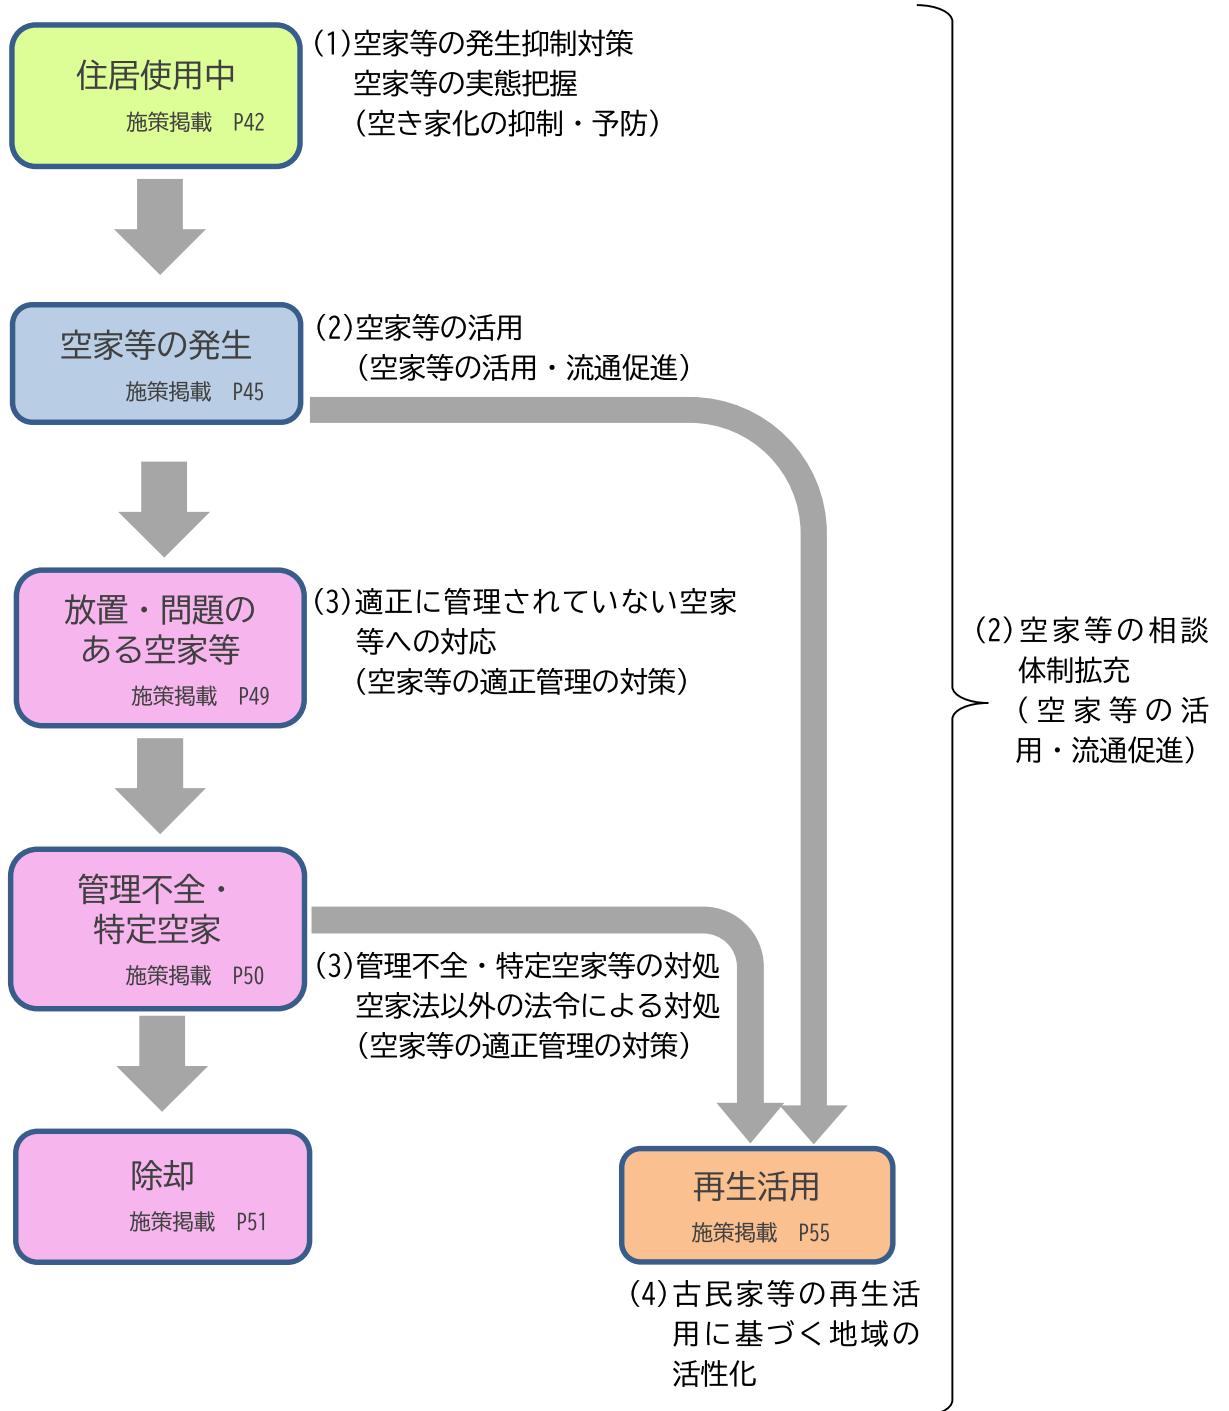 住居使用中
施策掲載　P42
(1)空家等の発生抑制対策
空家等の実態把握
（空き家化の抑制・予防）
空家等の発生
施策掲載　P45
(2)空家等の活用
（空家等の活用・流通促進）
放置・問題の
ある空家等
施策掲載　P49
(3)適正に管理されていない空家
等への対応
（空家等の適正管理の対策）
(2)空家等の相談
体制拡充
（空家等の活
用・流通促進）
管理不全・
特定空家
施策掲載　P50
(3)管理不全・特定空家等の対処
空家法以外の法令による対処
（空家等の適正管理の対策）
除却
施策掲載　P51
再生活用
施策掲載　P55
(4)古民家等の再生活
用に基づく地域の
活性化